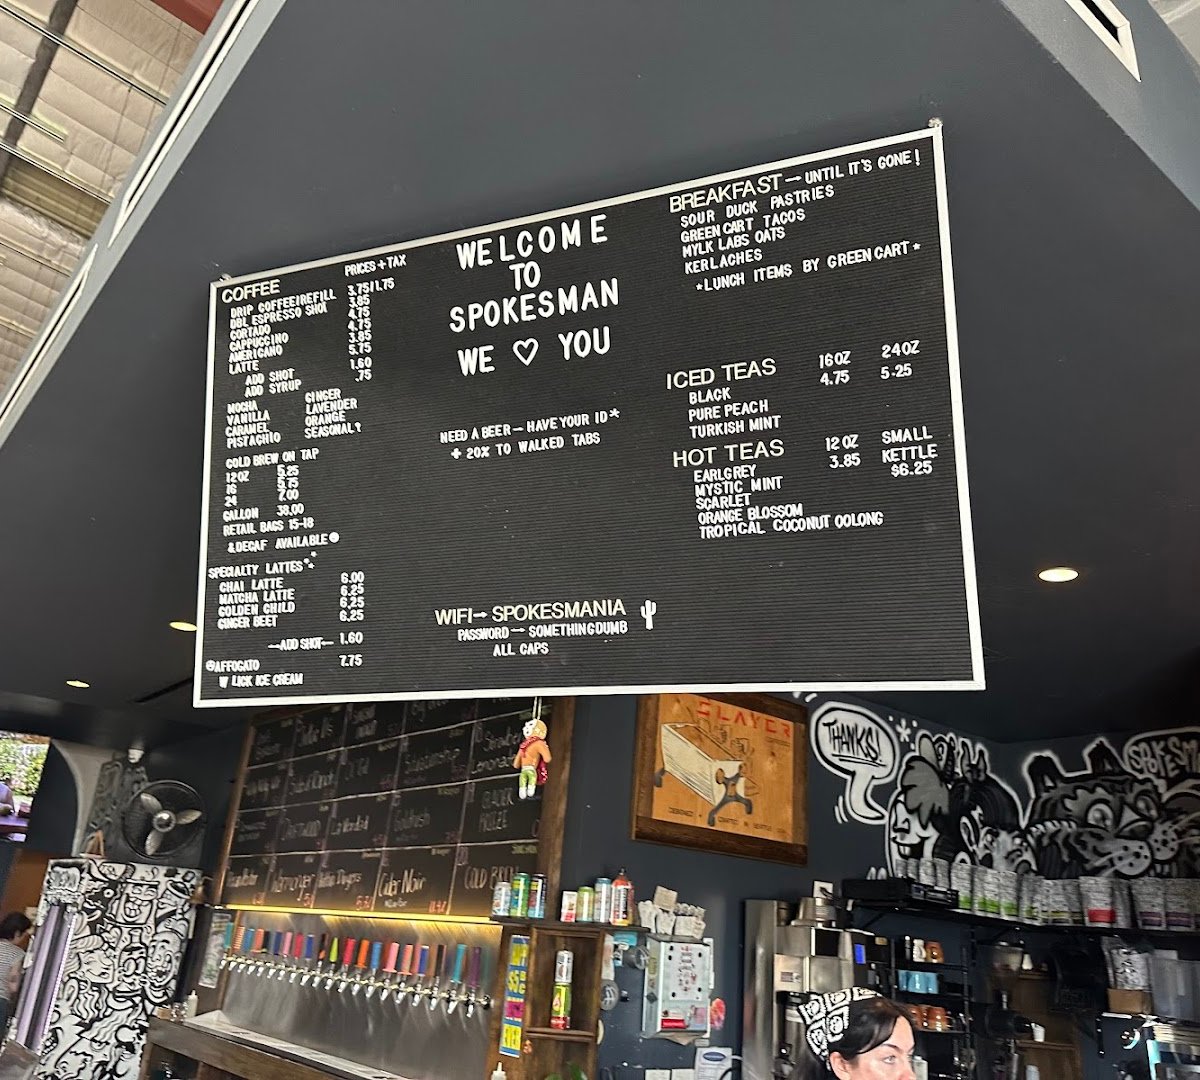 COFFEE
PRICES + TAX
DRIP COFFEE/REFILL 3.75/1.75
DBL ESPRESSO SHOT 3.85
CORTADO 4.75
CAPPUCCINO 4.75
AMERICANO 3.85
LATTE 5.75
ADD SHOT 1.60
ADD SYRUP .75
MOCHA GINGER
VANILLA LAVENDER
CARAMEL ORANGE
PISTACHIO SEASONAL?
COLD BREW ON TAP
12OZ 5.25
16 5.75
24 7.00
GALLON 38.00
RETAIL BAGS 15-18
& DECAF AVAILABLE
SPECIALTY LATTES
CHAI LATTE 6.00
MATCHA LATTE 6.25
GOLDEN CHILD 6.25
GINGER BEET 6.25
—ADD SHOT— 1.60
AFFOGATO 7.75
W LICK ICE CREAM
WELCOME
TO
SPOKESMAN
WE ♡ YOU
NEED A BEER — HAVE YOUR ID*
+ 20% TO WALKED TABS
WIFI→ SPOKESMANIA
PASSWORD → SOMETHINGDUMB
ALL CAPS
BREAKFAST — UNTIL IT'S GONE!
SOUR DUCK PASTRIES
GREEN CART TACOS
MYLK LABS OATS
KERLACHES
*LUNCH ITEMS BY GREEN CART*
ICED TEAS 16OZ 24OZ
4.75 5.25
BLACK
PURE PEACH
TURKISH MINT
HOT TEAS 12OZ SMALL
3.85 KETTLE
$6.25
EARLGREY
MYSTIC MINT
SCARLET
ORANGE BLOSSOM
TROPICAL COCONUT OOLONG
SLAYER
THANKS!
Cedar Noir
COLD BREW